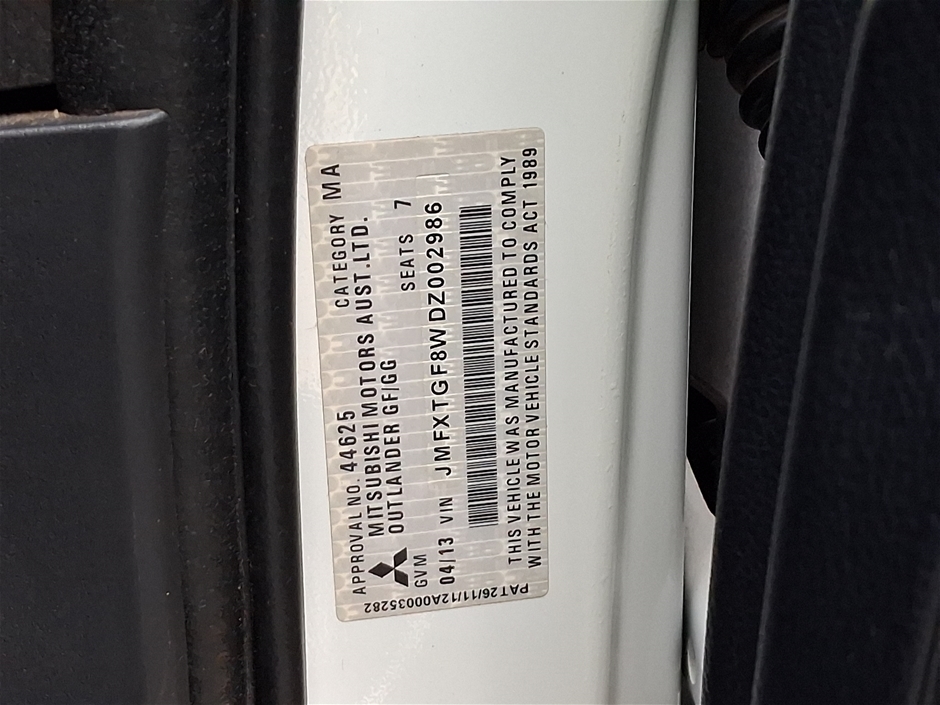 APPROVAL NO. 44625 CATEGORY MA
MITSUBISHI MOTORS AUST.LTD.
OUTLANDER GF/GG
GVM SEATS 7
04/13 VIN JMFXTGF8WDZ002986
THIS VEHICLE WAS MANUFACTURED TO COMPLY
WITH THE MOTOR VEHICLE STANDARDS ACT 1989
PAT26/11/12A00035282